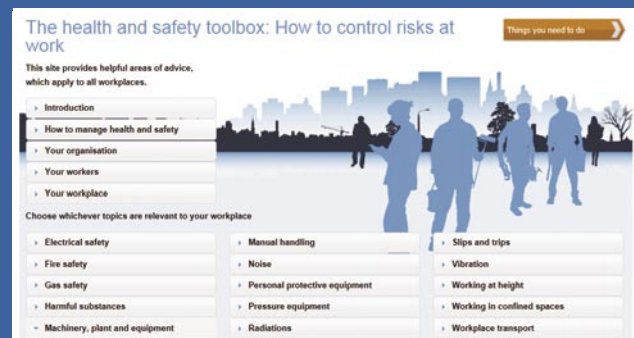 The health and safety toolbox: How to control risks at
work
Things you need to do
This site provides helpful areas of advice,
which apply to all workplaces.
Introduction
How to manage health and safety
Your organisation
Your workers
Your workplace
Choose whichever topics are relevant to your workplace
Electrical safety
Manual handling
Slips and trips
Fire safety
Noise
Vibration
Gas safety
Personal protective equipment
Working at height
Harmful substances
Pressure equipment
Working in confined spaces
Machinery, plant and equipment
Radiations
Workplace transport